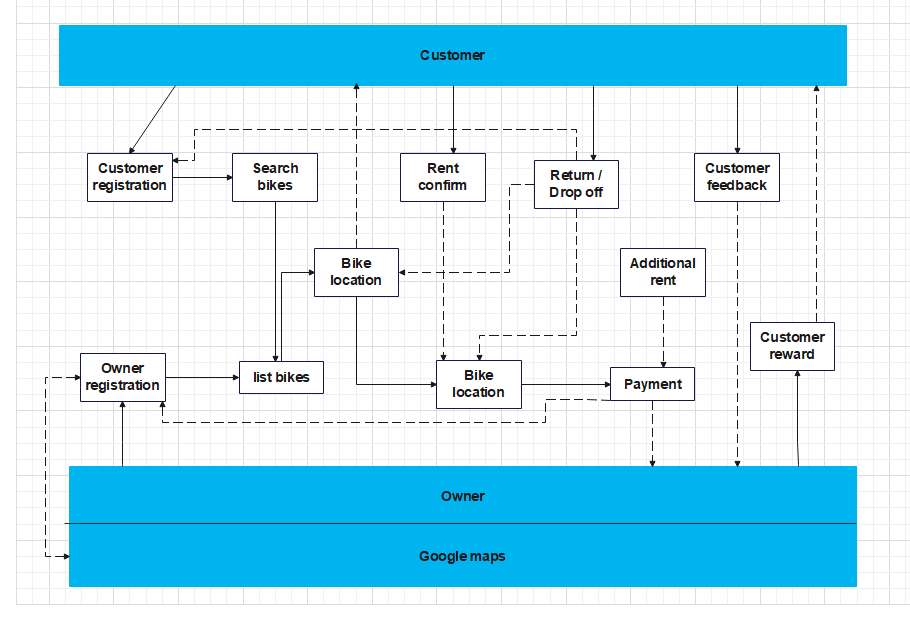 Customer
Customer
registration
Search
bikes
Rent
confirm
Return /
Drop off
Customer
feedback
Bike
location
Additional
rent
Customer
reward
Owner
registration
list bikes
Bike
location
Payment
Owner
Google maps